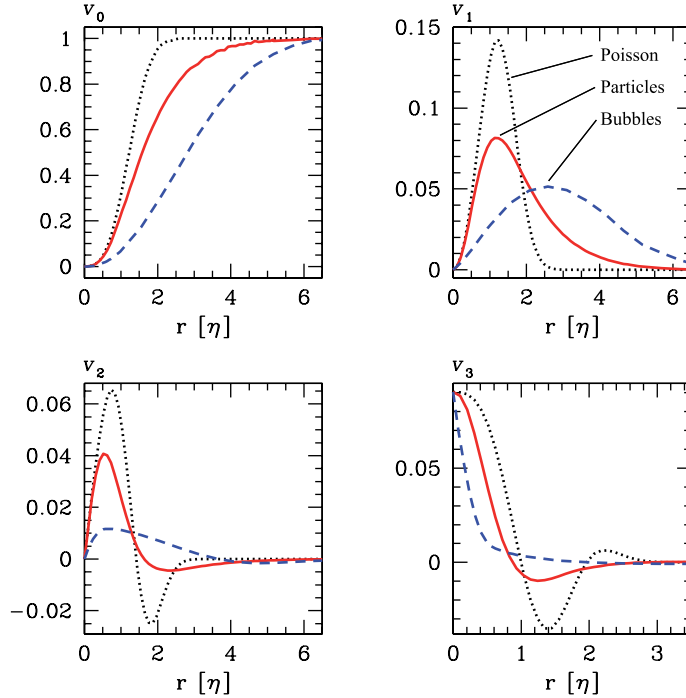 v₀
1
0.8
0.6
0.4
0.2
0
0 2 4 6
r [η]
v₁
0.15
0.1
0.05
0
0 2 4 6
r [η]
Poisson
Particles
Bubbles
v₂
0.06
0.04
0.02
0
−0.02
0 2 4 6
r [η]
v₃
0.05
0
0 1 2 3
r [η]